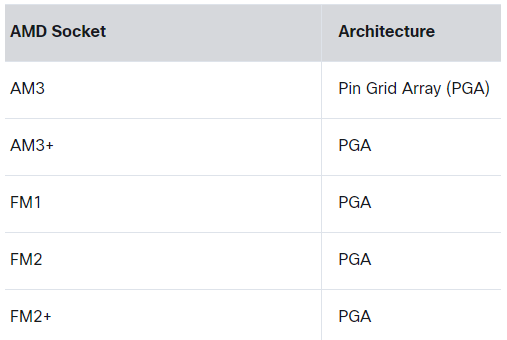 AMD Socket Architecture
AM3 Pin Grid Array (PGA)
AM3+ PGA
FM1 PGA
FM2 PGA
FM2+ PGA